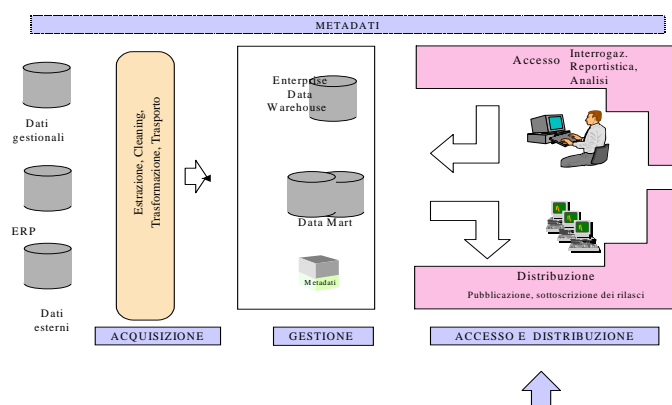 METADATI
Dati
gestionali
ERP
Dati
esterni
Estrazione, Cleaning,
Trasformazione, Trasporto
ACQUISIZIONE
Enterprise
Data
Warehouse
Data Mart
Metadati
GESTIONE
Accesso
Interrogaz.
Reportistica,
Analisi
Distribuzione
Pubblicazione, sottoscrizione dei rilasci
ACCESSO E DISTRIBUZIONE